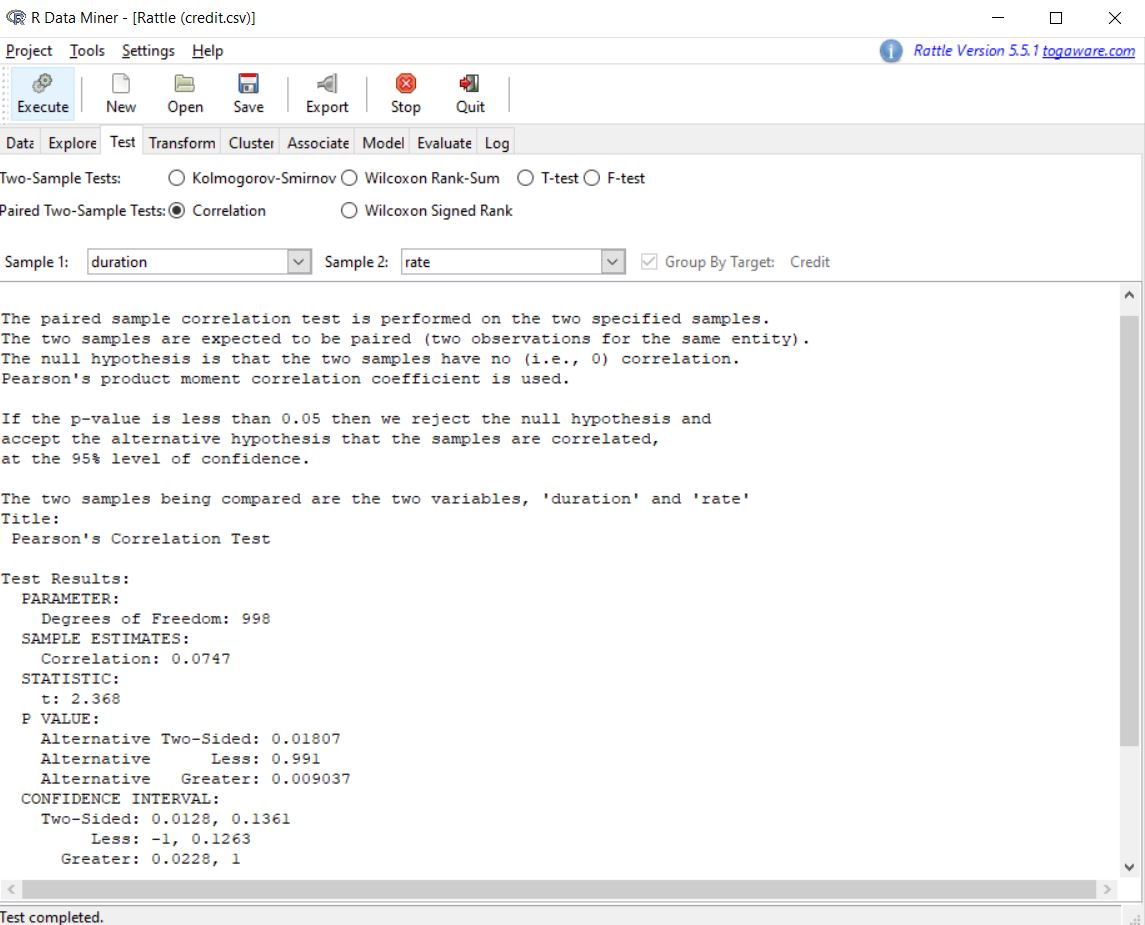 R Data Miner - [Rattle (credit.csv)]
Project Tools Settings Help Rattle Version 5.5.1 togaware.com
Execute New Open Save Export Stop Quit
Data Explore Test Transform Cluster Associate Model Evaluate Log
Two-Sample Tests: Kolmogorov-Smirnov Wilcoxon Rank-Sum T-test F-test
Paired Two-Sample Tests: Correlation Wilcoxon Signed Rank
Sample 1: duration Sample 2: rate Group By Target: Credit
The paired sample correlation test is performed on the two specified samples.
The two samples are expected to be paired (two observations for the same entity).
The null hypothesis is that the two samples have no (i.e., 0) correlation.
Pearson's product moment correlation coefficient is used.
If the p-value is less than 0.05 then we reject the null hypothesis and
accept the alternative hypothesis that the samples are correlated,
at the 95% level of confidence.
The two samples being compared are the two variables, 'duration' and 'rate'
Title:
Pearson's Correlation Test
Test Results:
PARAMETER:
Degrees of Freedom: 998
SAMPLE ESTIMATES:
Correlation: 0.0747
STATISTIC:
t: 2.368
P VALUE:
Alternative Two-Sided: 0.01807
Alternative Less: 0.991
Alternative Greater: 0.009037
CONFIDENCE INTERVAL:
Two-Sided: 0.0128, 0.1361
Less: -1, 0.1263
Greater: 0.0228, 1
Test completed.